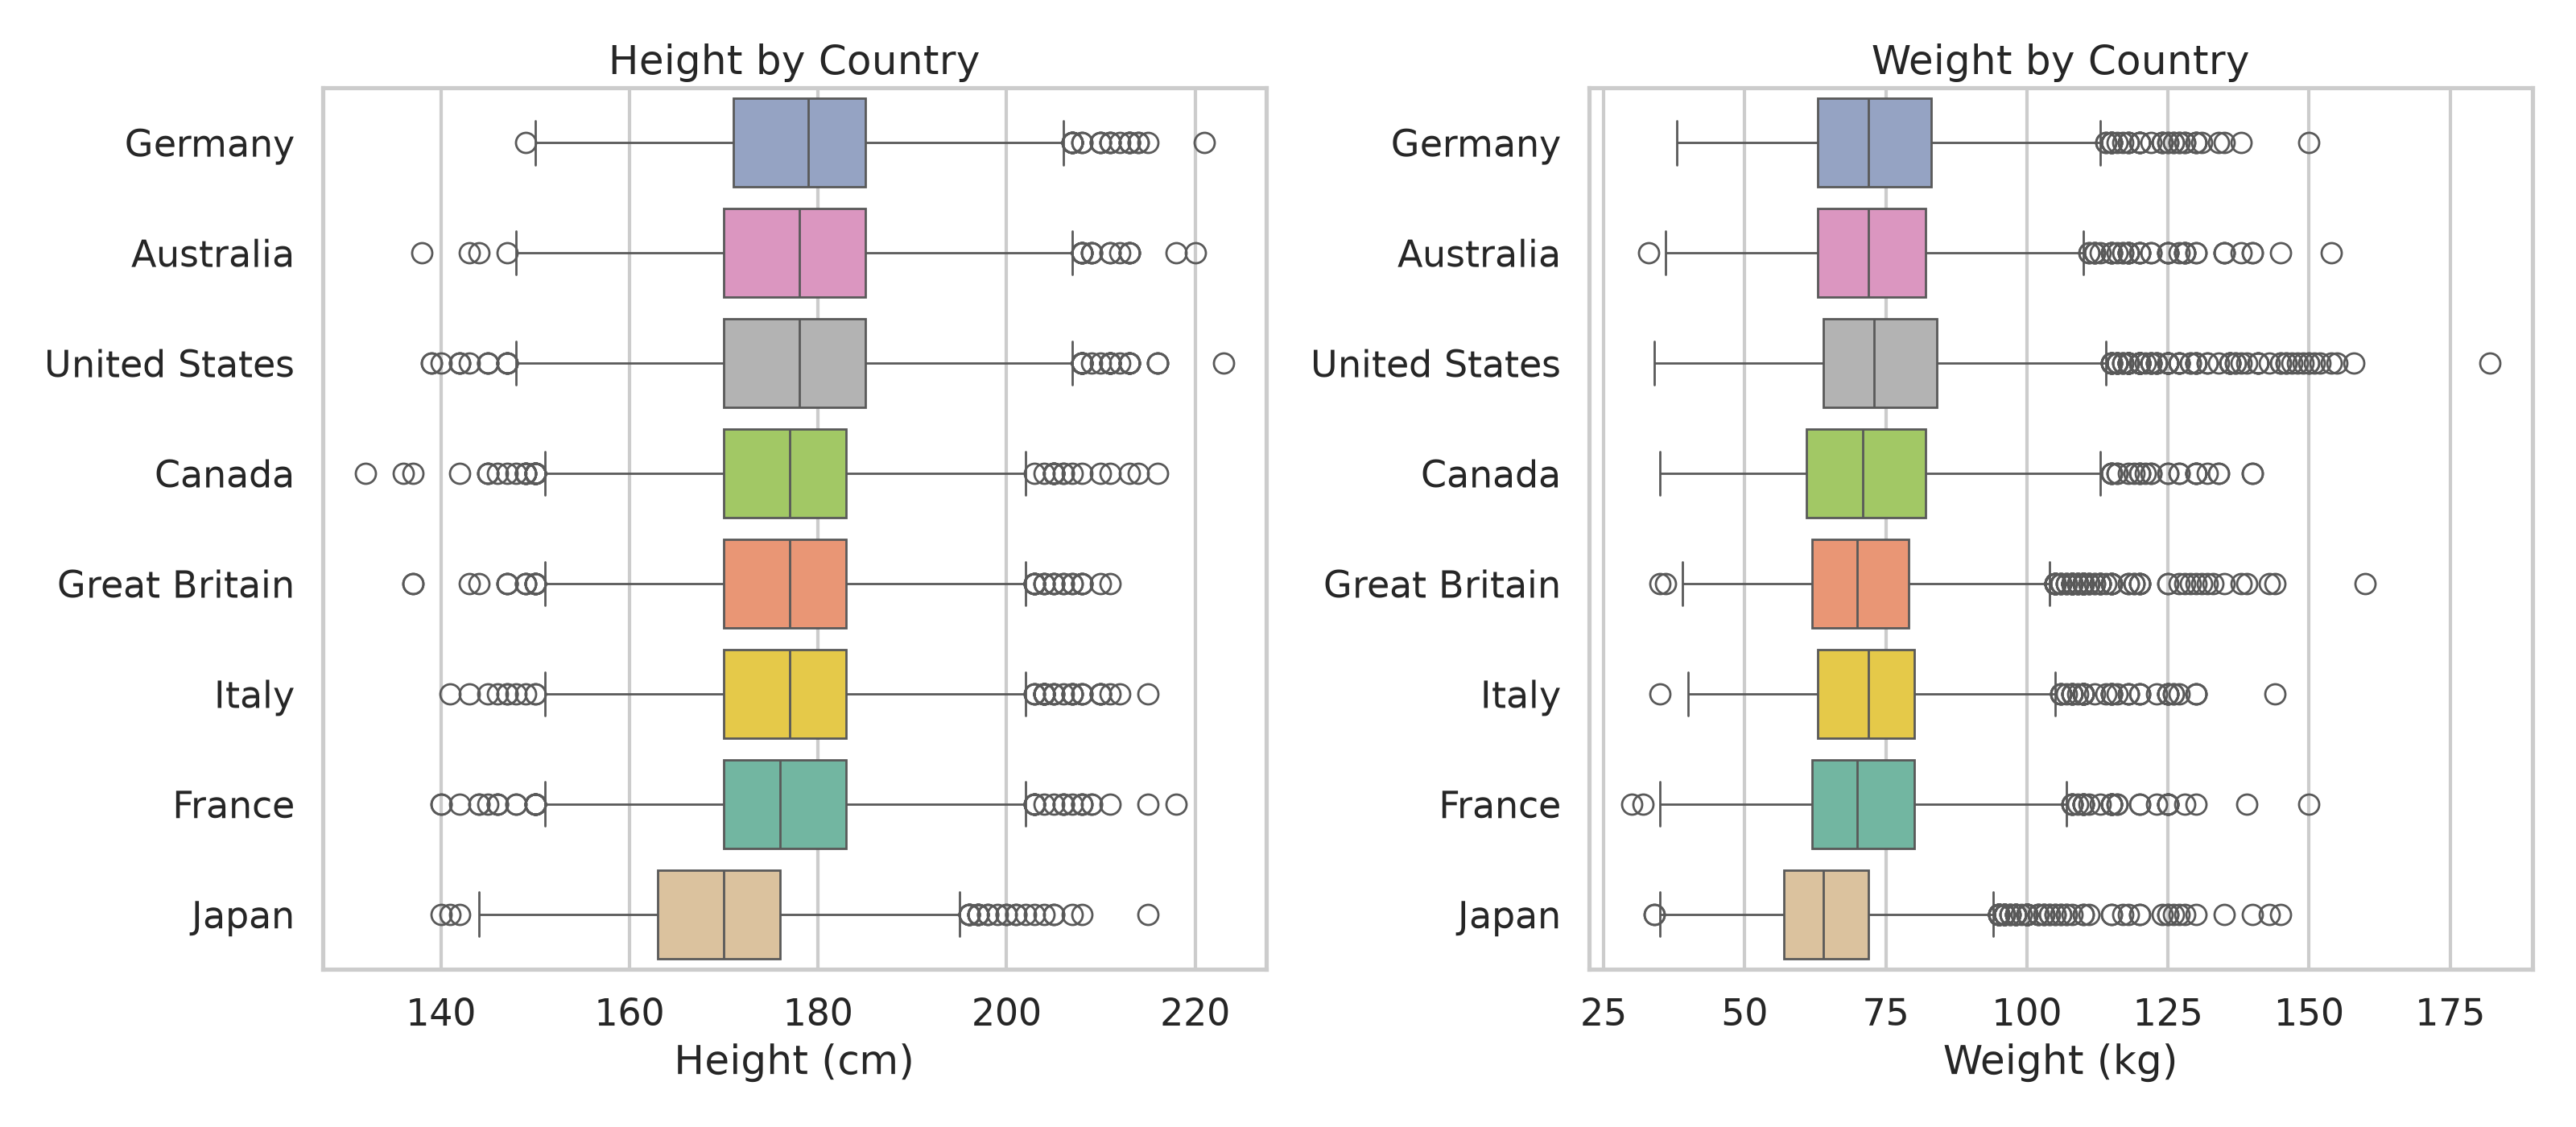 Height by Country
Germany
Australia
United States
Canada
Great Britain
Italy
France
Japan
140 160 180 200 220
Height (cm)
Weight by Country
Germany
Australia
United States
Canada
Great Britain
Italy
France
Japan
25 50 75 100 125 150 175
Weight (kg)